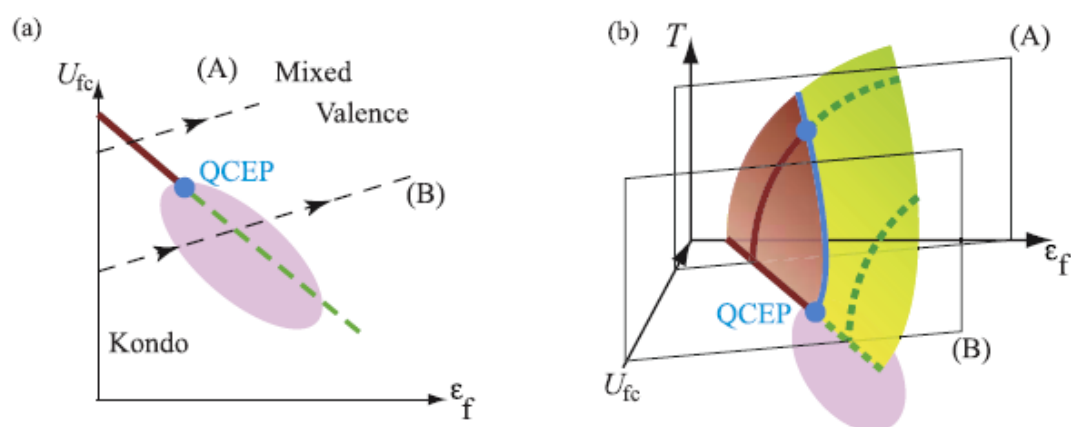 (a)
U_fc
(A)
Mixed
Valence
QCEP
(B)
Kondo
ε_f
(b)
T
(A)
ε_f
QCEP
(B)
U_fc